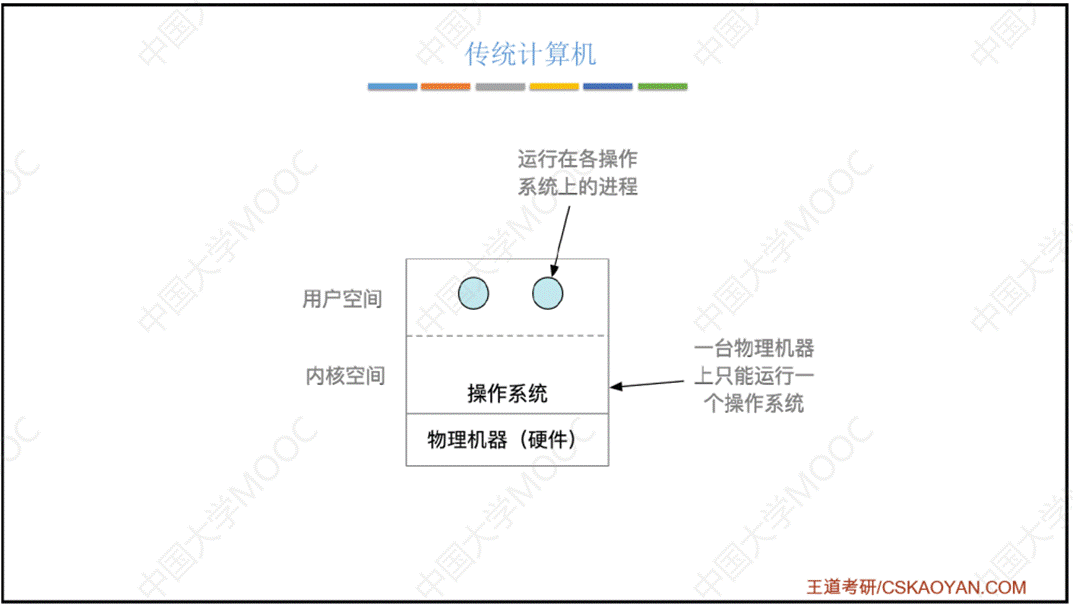 传统计算机
运行在各操作
系统上的进程
用户空间
内核空间
操作系统
物理机器（硬件）
一台物理机器
上只能运行一
个操作系统
王道考研/CSKAOYAN.COM
中国大学MOOC